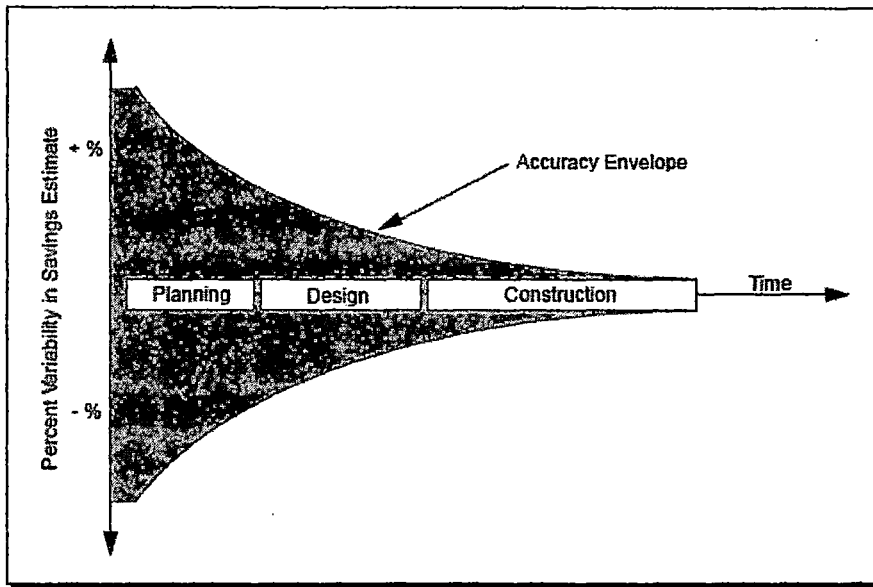 Percent Variability in Savings Estimate
+ %
- %
Accuracy Envelope
Planning
Design
Construction
Time